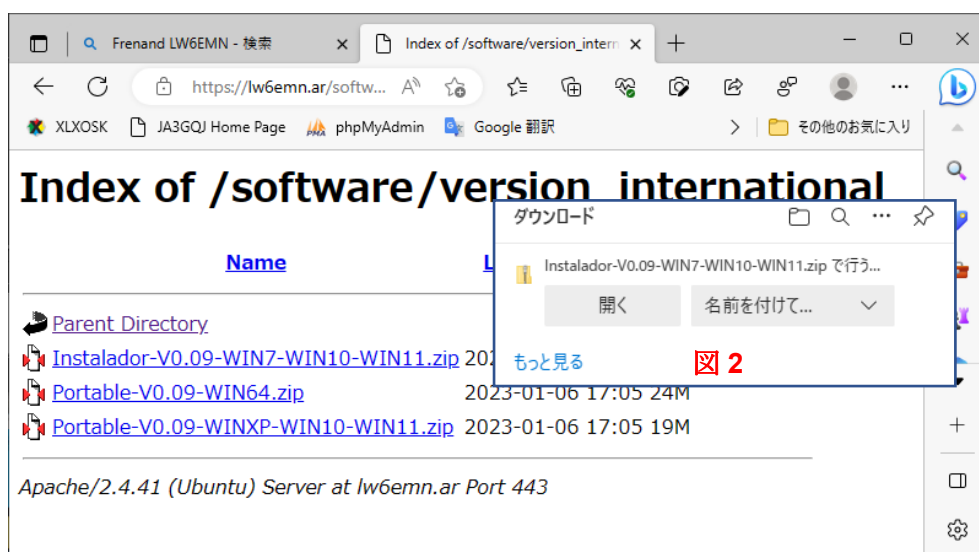 Frenand LW6EMN - 検索
Index of /software/version_intern
https://lw6emn.ar/softw...
XLXOSK
JA3GQJ Home Page
phpMyAdmin
Google 翻訳
その他のお気に入り
Index of /software/version_international
Name
L
Parent Directory
Instalador-V0.09-WIN7-WIN10-WIN11.zip 202
Portable-V0.09-WIN64.zip 2023-01-06 17:05 24M
Portable-V0.09-WINXP-WIN10-WIN11.zip 2023-01-06 17:05 19M
Apache/2.4.41 (Ubuntu) Server at lw6emn.ar Port 443
ダウンロード
Instalador-V0.09-WIN7-WIN10-WIN11.zip で行う...
開く
名前を付けて...
もっと見る
図 2